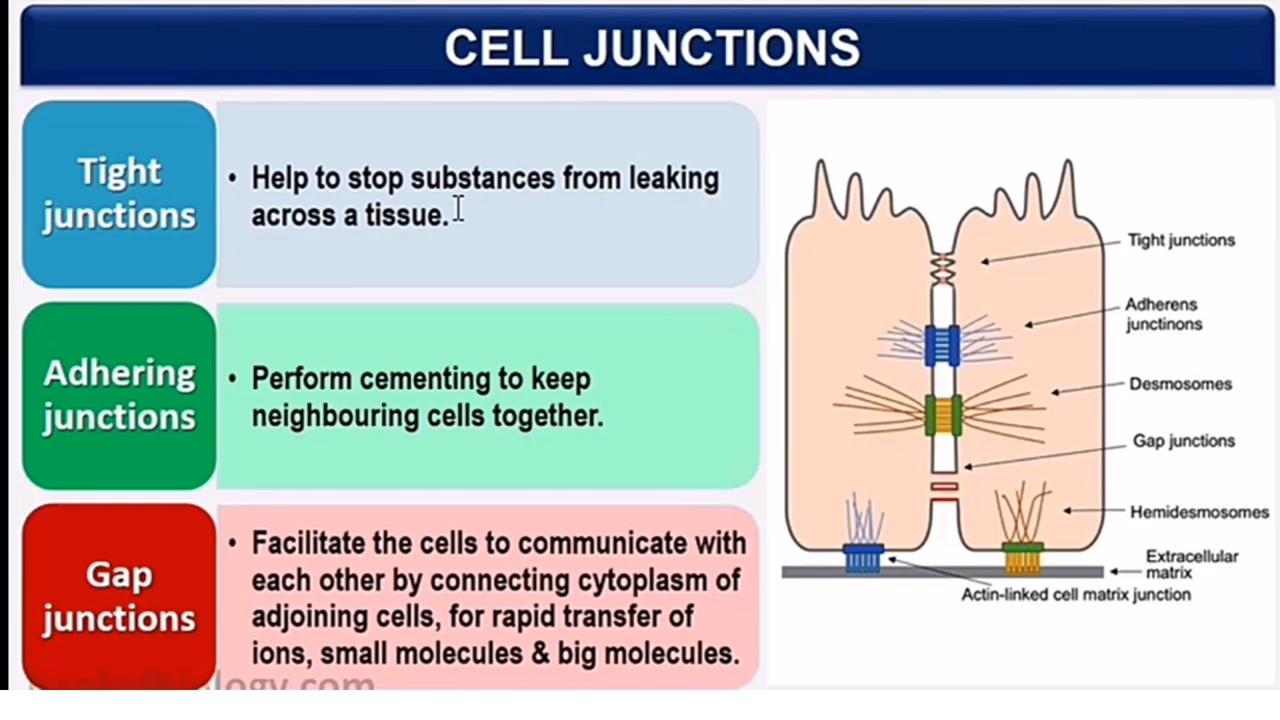 CELL JUNCTIONS
Tight
junctions
• Help to stop substances from leaking
across a tissue.
Adhering
junctions
• Perform cementing to keep
neighbouring cells together.
Gap
junctions
• Facilitate the cells to communicate with
each other by connecting cytoplasm of
adjoining cells, for rapid transfer of
ions, small molecules & big molecules.
Tight junctions
Adherens
junctinons
Desmosomes
Gap junctions
Hemidesmosomes
Extracellular
matrix
Actin-linked cell matrix junction